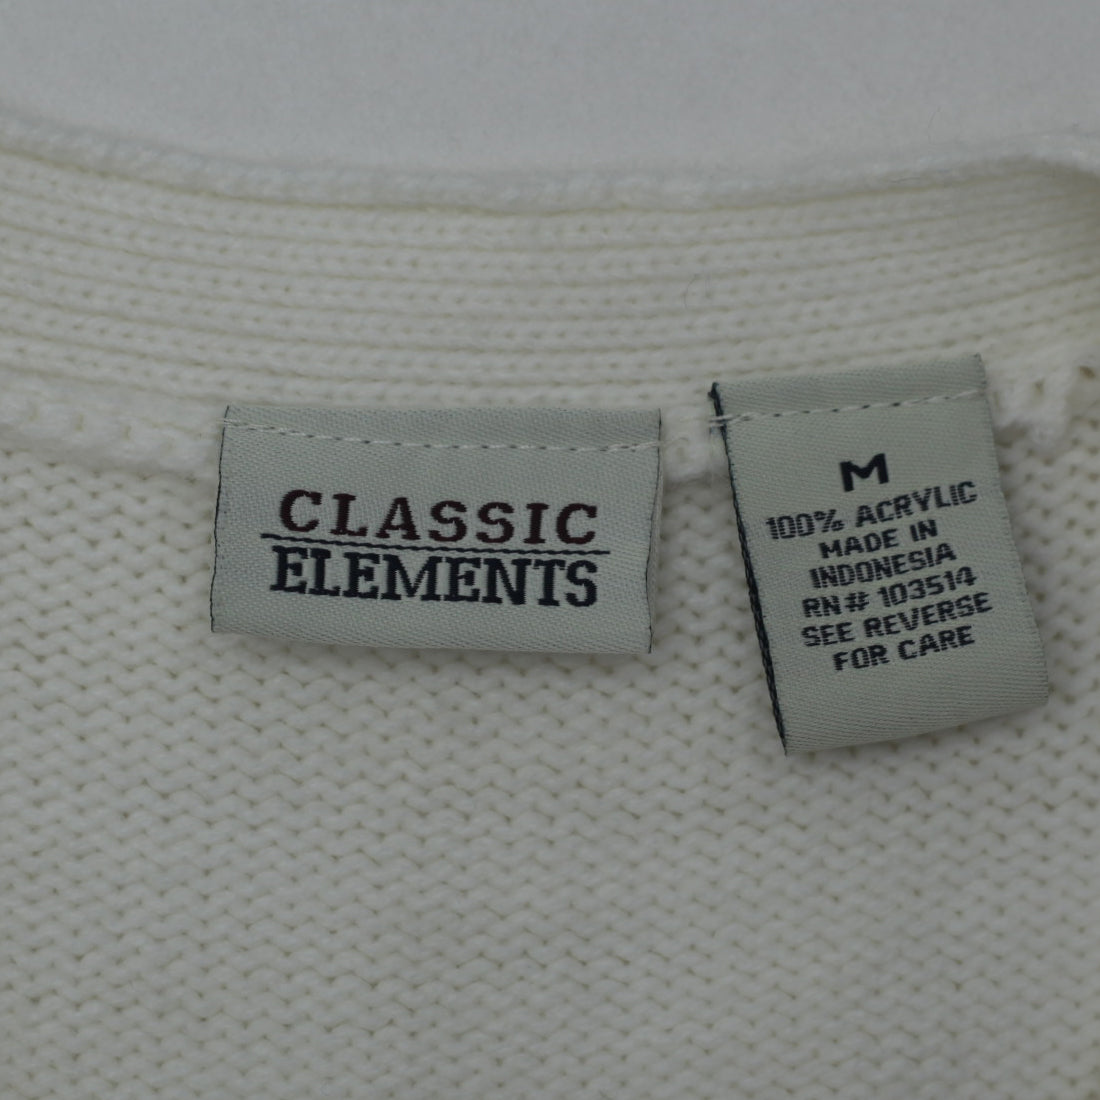 CLASSIC
ELEMENTS
M
100% ACRYLIC
MADE IN
INDONESIA
RN# 103514
SEE REVERSE
FOR CARE